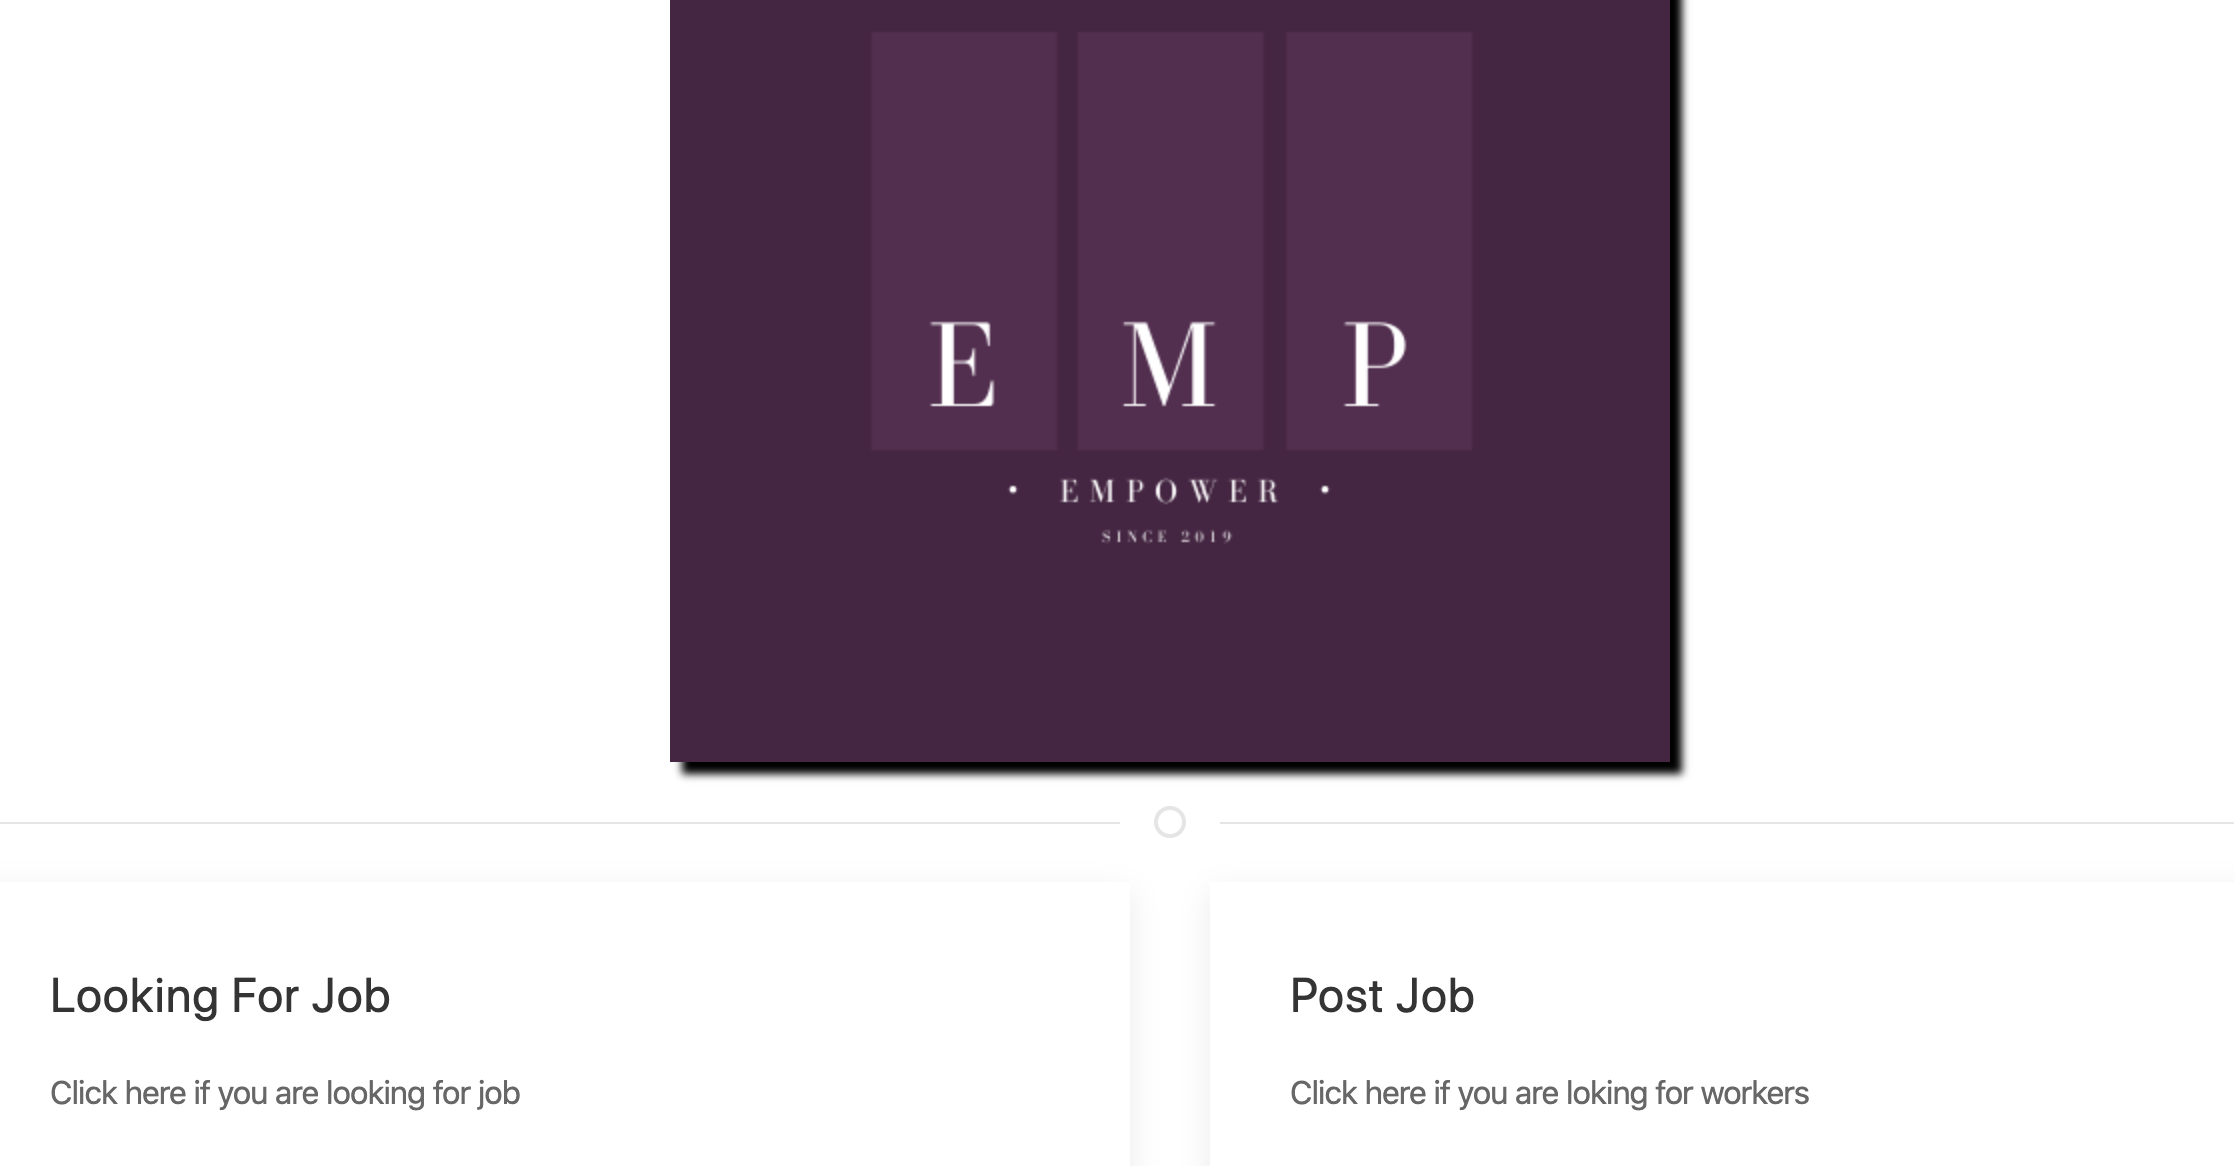 E M P
• EMPOWER •
SINCE 2019
Looking For Job
Click here if you are looking for job
Post Job
Click here if you are loking for workers